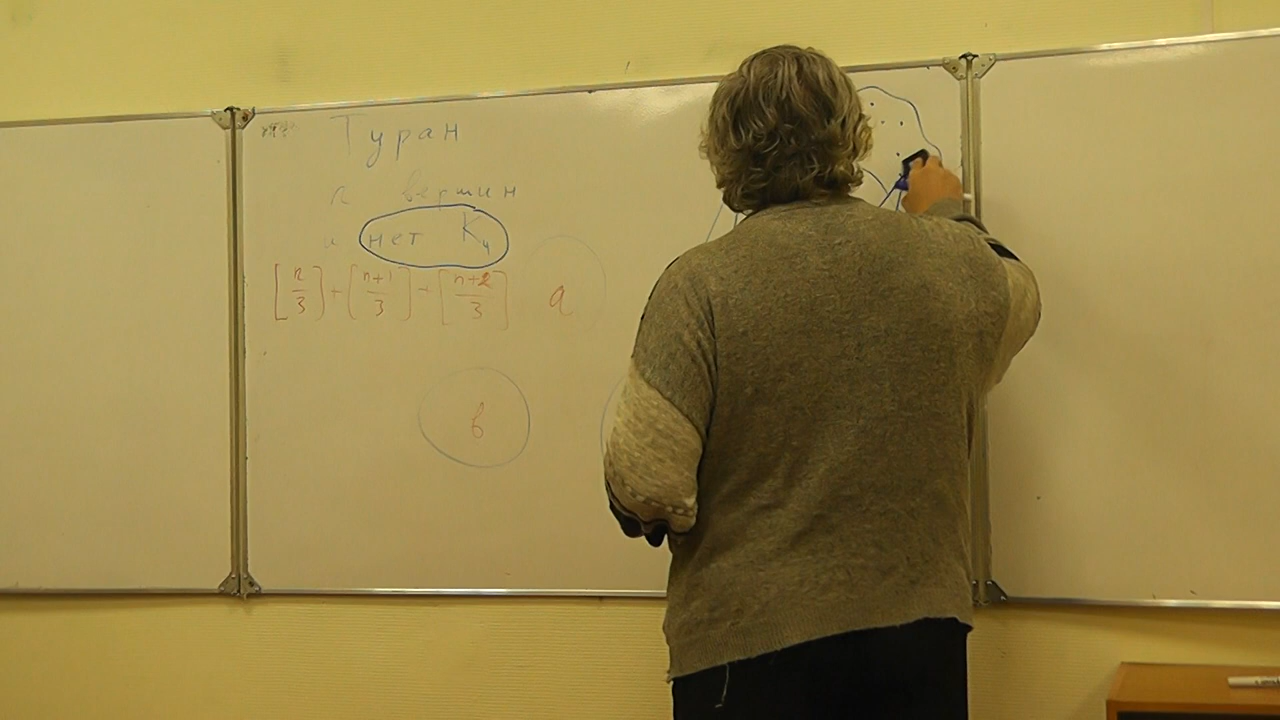 Туран
n вершин
и нет K₄
[n/3] + [n+1/3] + [n+2/3] a
в